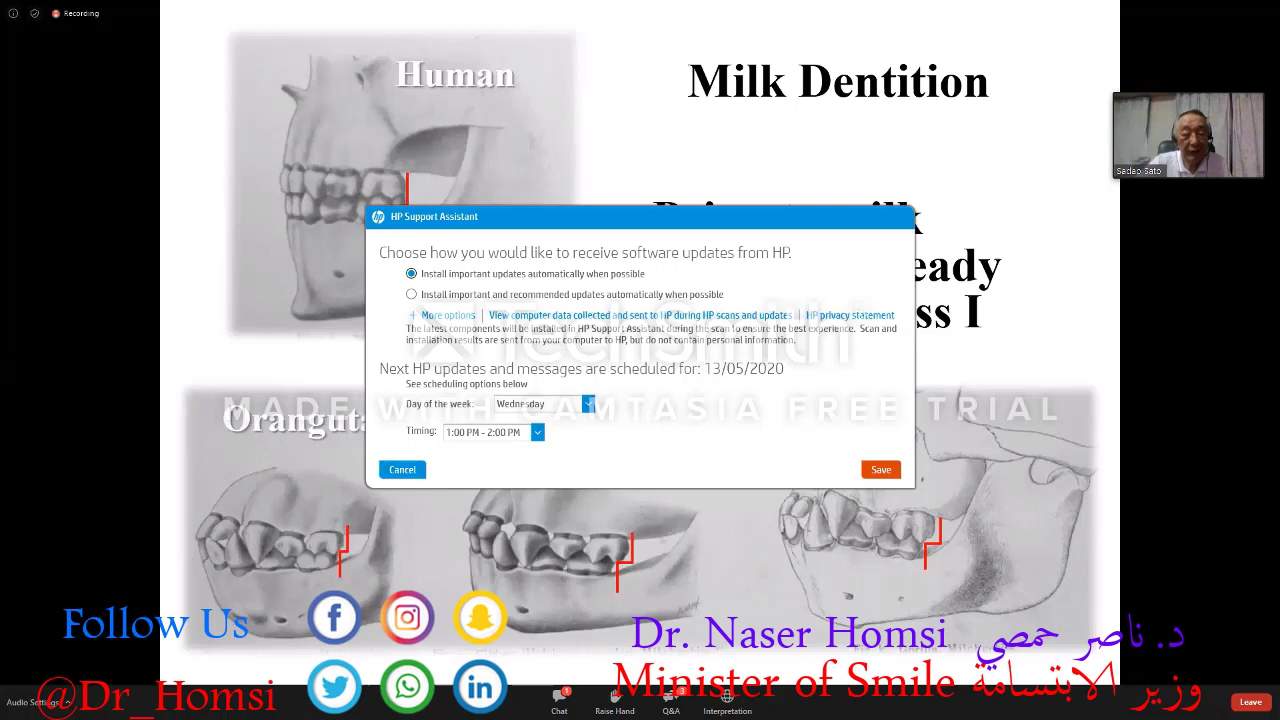 Recording
Human
Milk Dentition
Sadao Sato
HP Support Assistant
Choose how you would like to receive software updates from HP.
Install important updates automatically when possible
Install important and recommended updates automatically when possible
+ More options | View computer data collected and sent to HP during HP scans and updates | HP privacy statement
The latest components will be installed in HP Support Assistant during the scan to ensure the best experience. Scan and
installation results are sent from your computer to HP, but do not contain personal information.
eady
ss I
TechSmith
Next HP updates and messages are scheduled for: 13/05/2020
See scheduling options below
Day of the week: Wednesday
MADE WITH CAMTASIA FREE TRIAL
Oranguta
Timing: 1:00 PM - 2:00 PM
Cancel
Save
Follow Us
@Dr_Homsi
Dr. Naser Homsi د. ناصر حمصي
Minister of Smile وزير الابتسامة
Audio Settings
Chat 1
Raise Hand
Q&A 3
Interpretation
Leave